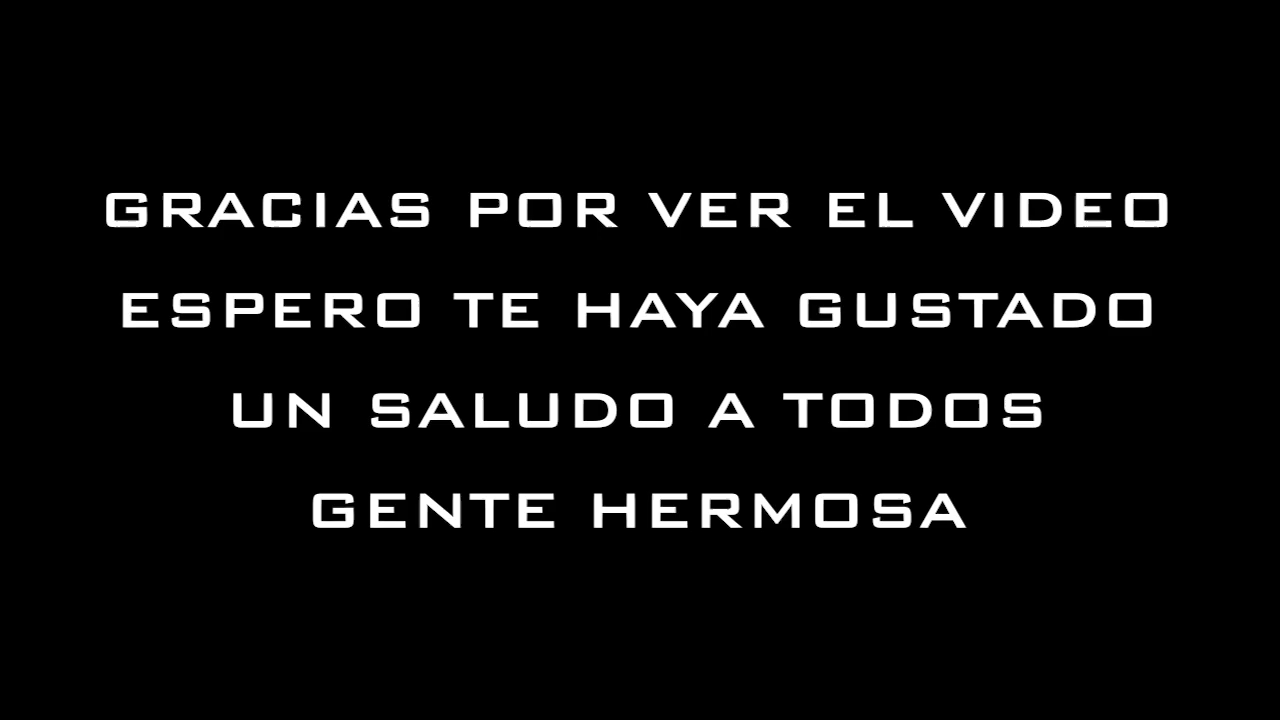 GRACIAS POR VER EL VIDEO
ESPERO TE HAYA GUSTADO
UN SALUDO A TODOS
GENTE HERMOSA